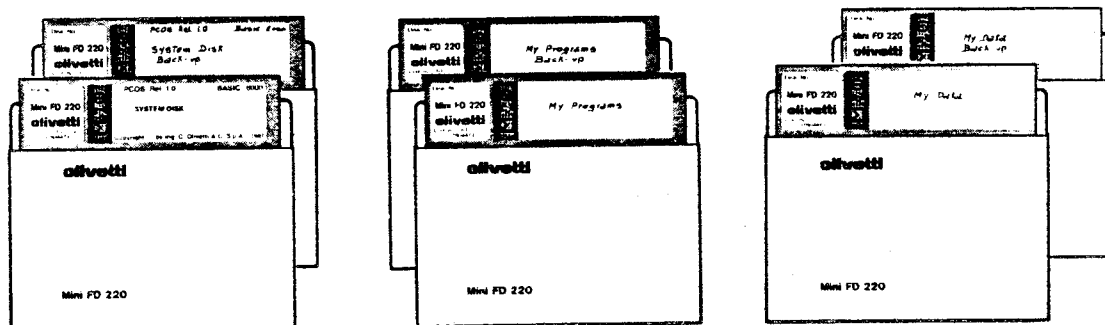 PCOS Rel 1.0
Mini FD 220
olivetti
System Disk
Back-up
PCOS Rel 1.0 BASIC
Mini FD 220
olivetti
SYSTEM DISK
olivetti
Mini FD 220
Mini FD 220
olivetti
My Programs
Back-up
Mini FD 220
olivetti
My Programs
olivetti
Mini FD 220
Mini FD 220
olivetti
My Data
Back-up
Mini FD 220
olivetti
My Data
olivetti
Mini FD 220